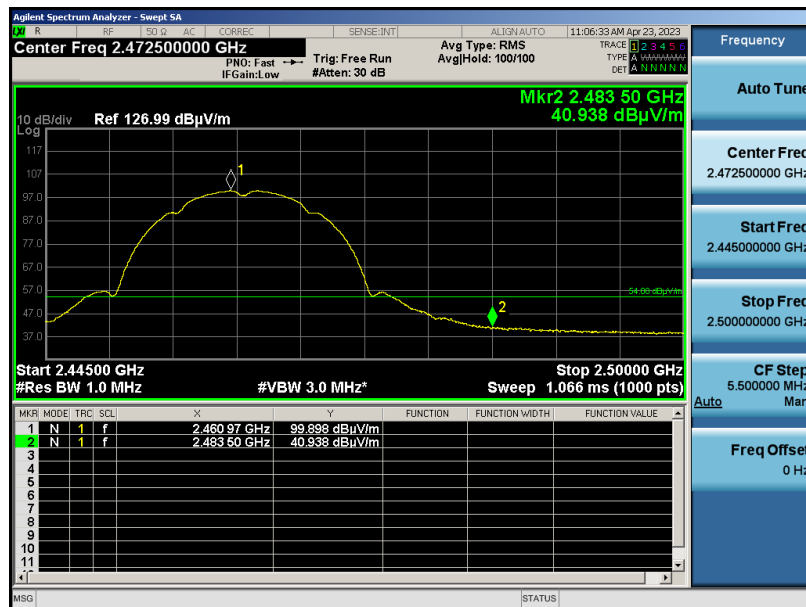 Agilent Spectrum Analyzer - Swept SA
LXI R RF 50 Ω AC CORREC SENSE:INT ALIGN AUTO 11:06:33 AM Apr 23, 2023
Center Freq 2.472500000 GHz
PNO: Fast
IFGain:Low
Trig: Free Run
#Atten: 30 dB
Avg Type: RMS
Avg|Hold: 100/100
TRACE 1 2 3 4 5 6
TYPE A WWWWW
DET A N N N N N
Mkr2 2.483 50 GHz
40.938 dBµV/m
10 dB/div Ref 126.99 dBµV/m
Log
117
107
97.0
87.0
77.0
67.0
57.0
47.0
37.0
1
2
54.00 dBµV/m
Start 2.44500 GHz Stop 2.50000 GHz
#Res BW 1.0 MHz #VBW 3.0 MHz* Sweep 1.066 ms (1000 pts)
MKR MODE TRC SCL X Y FUNCTION FUNCTION WIDTH FUNCTION VALUE
1 N 1 f 2.460 97 GHz 99.898 dBµV/m
2 N 1 f 2.483 50 GHz 40.938 dBµV/m
3
4
5
6
7
8
9
10
11
MSG STATUS
Frequency
Auto Tune
Center Freq
2.472500000 GHz
Start Freq
2.445000000 GHz
Stop Freq
2.500000000 GHz
CF Step
5.500000 MHz
Auto Man
Freq Offset
0 Hz